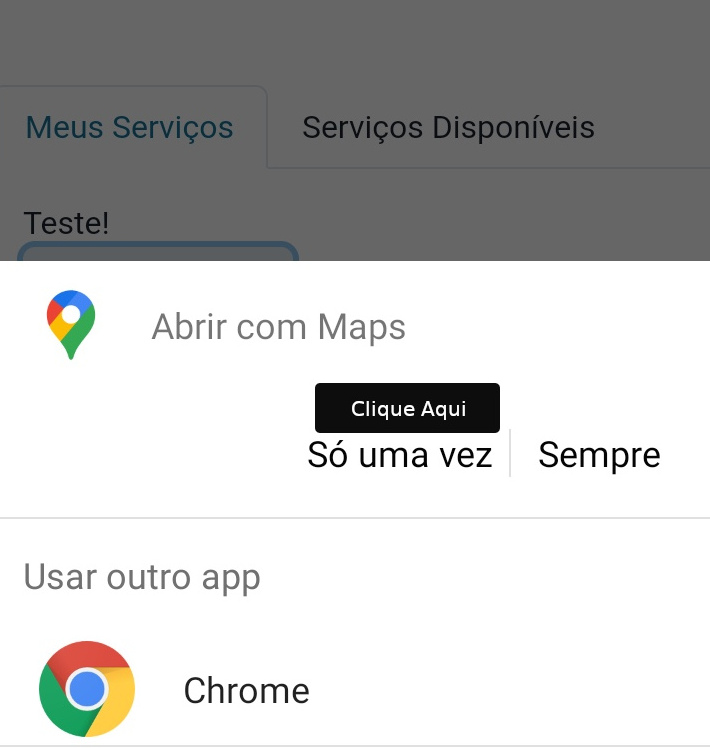 Meus Serviços
Serviços Disponíveis
Teste!
Abrir com Maps
Clique Aqui
Só uma vez
Sempre
Usar outro app
Chrome